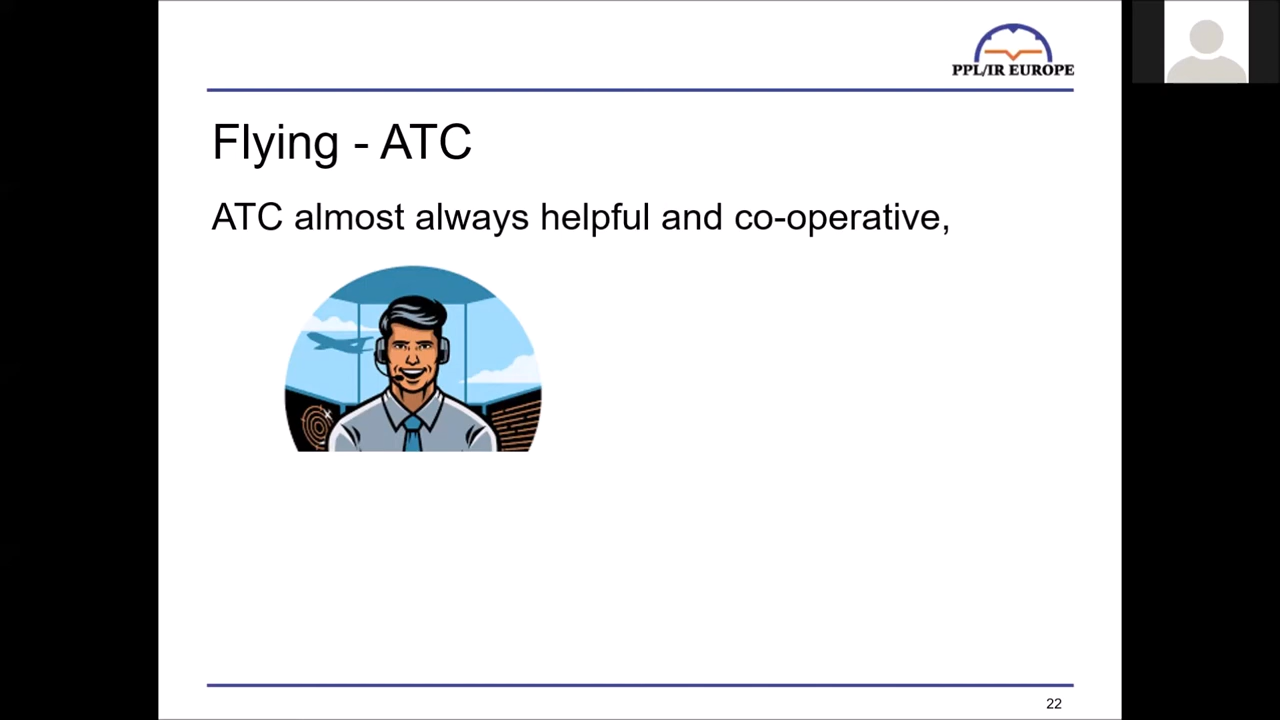 PPL/IR EUROPE
Flying - ATC
ATC almost always helpful and co-operative,
22